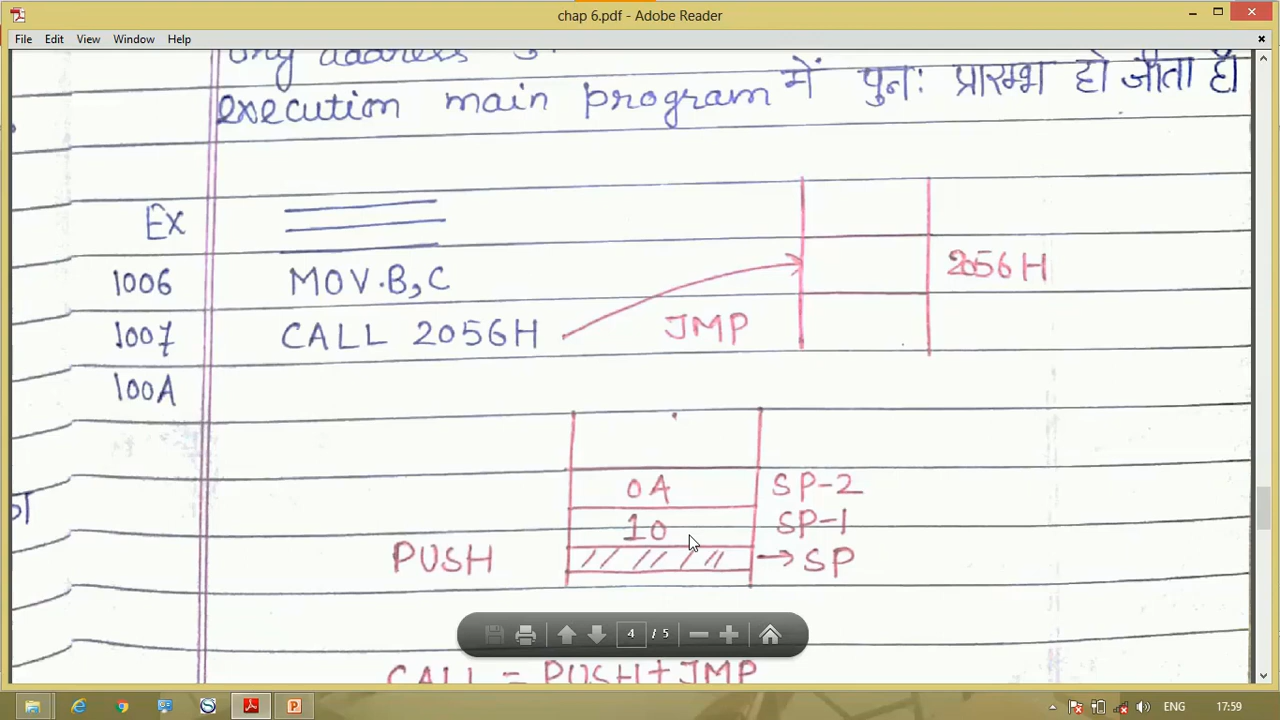 chap 6.pdf - Adobe Reader
File Edit View Window Help
ory address
execution main program में पुनः प्रारम्भ हो जाता है।
Ex
1006 MOV.B,C
2056H
1007 CALL 2056H JMP
100A
0A SP-2
10 SP-1
PUSH → SP
4 / 5
CALL = PUSH + JMP
ENG 17:59